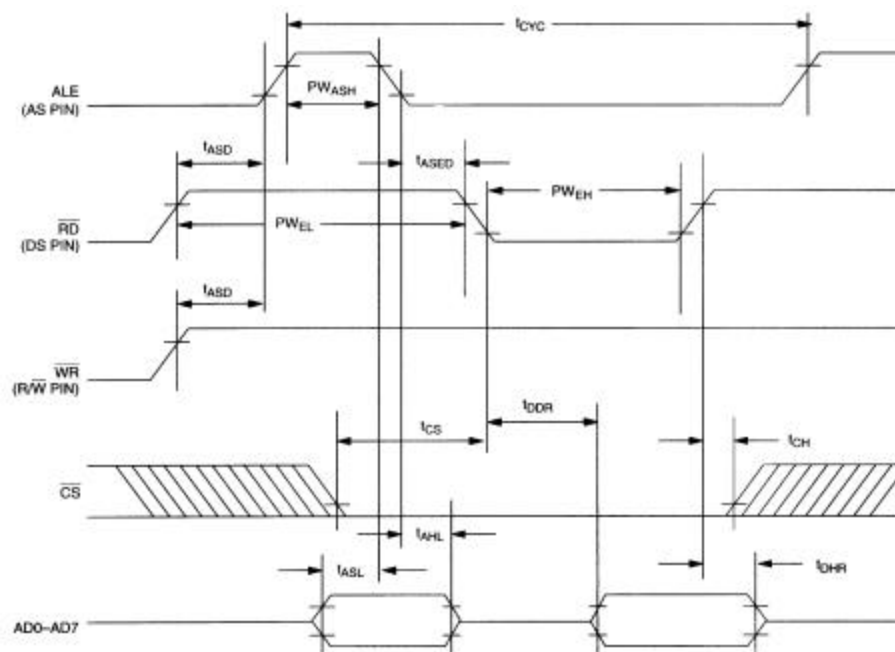 tCYC
ALE
(AS PIN)
PWASH
tASD
tASED
RD
(DS PIN)
PWEL
PWEH
tASD
WR
(R/W PIN)
tCS
tDDR
tCH
CS
tAHL
tASL
tDHR
AD0–AD7